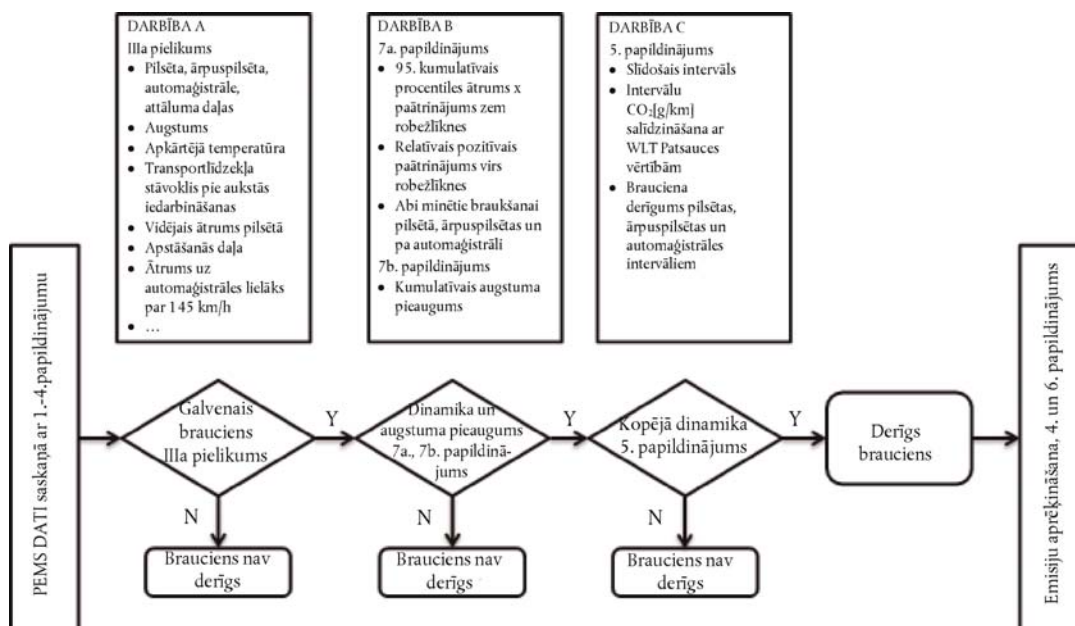 DARBĪBA A
IIIa pielikums
• Pilsēta, ārpuspilsēta,
automaģistrāle,
attāluma daļas
• Augstums
• Apkārtējā temperatūra
• Transportlīdzekļa
stāvoklis pie aukstās
iedarbināšanas
• Vidējais ātrums pilsētā
• Apstāšanās daļa
• Ātrums uz
automaģistrāles lielāks
par 145 km/h
• …
DARBĪBA B
7a. papildinājums
• 95. kumulatīvais
procentiles ātrums x
paātrinājums zem
robežlīknes
• Relatīvais pozitīvais
paātrinājums virs
robežlīknes
• Abi minētie braukšanai
pilsētā, ārpuspilsētas un
pa automaģistrāli
7b. papildinājums
• Kumulatīvais augstuma
pieaugums
DARBĪBA C
5. papildinājums
• Slīdošais intervāls
• Intervālu
CO₂[g/km]
salīdzināšana ar
WLT Patsauces
vērtībām
• Brauciena
derīgums pilsētas,
ārpuspilsētas un
automaģistrāles
intervāliem
PEMS DATI saskaņā ar 1.-4.papildinājumu
Galvenais
brauciens
IIIa pielikums
Y
N
Brauciens nav
derīgs
Dinamika un
augstuma pieaugums
7a., 7b. papildinā-
jums
Y
N
Brauciens nav
derīgs
Kopējā dinamika
5. papildinājums
Y
N
Brauciens nav
derīgs
Derīgs
brauciens
Emisiju aprēķināšana, 4. un 6. papildinājums